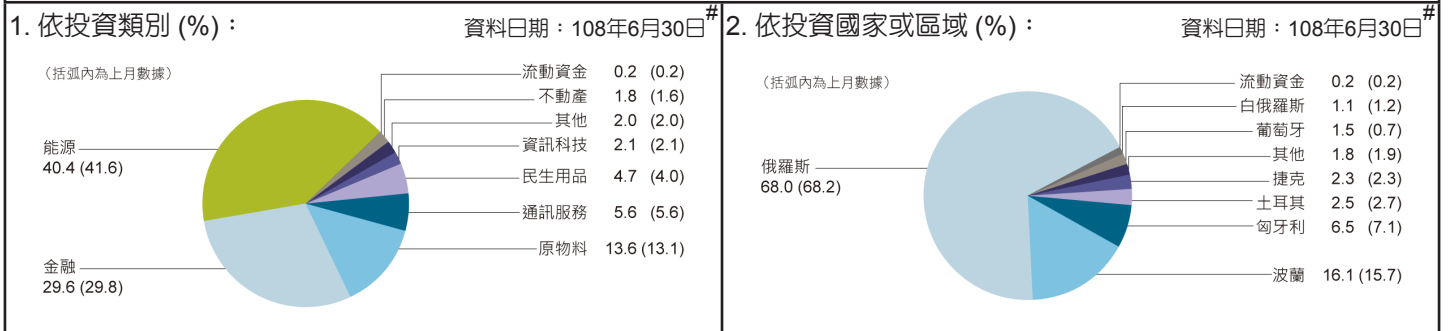 1. 依投資類別 (%)：
資料日期：108年6月30日#
（括弧內為上月數據）
流動資金 0.2 (0.2)
不動產 1.8 (1.6)
其他 2.0 (2.0)
資訊科技 2.1 (2.1)
民生用品 4.7 (4.0)
通訊服務 5.6 (5.6)
原物料 13.6 (13.1)
能源
40.4 (41.6)
金融
29.6 (29.8)
2. 依投資國家或區域 (%)：
資料日期：108年6月30日#
（括弧內為上月數據）
流動資金 0.2 (0.2)
白俄羅斯 1.1 (1.2)
葡萄牙 1.5 (0.7)
其他 1.8 (1.9)
捷克 2.3 (2.3)
土耳其 2.5 (2.7)
匈牙利 6.5 (7.1)
波蘭 16.1 (15.7)
俄羅斯
68.0 (68.2)